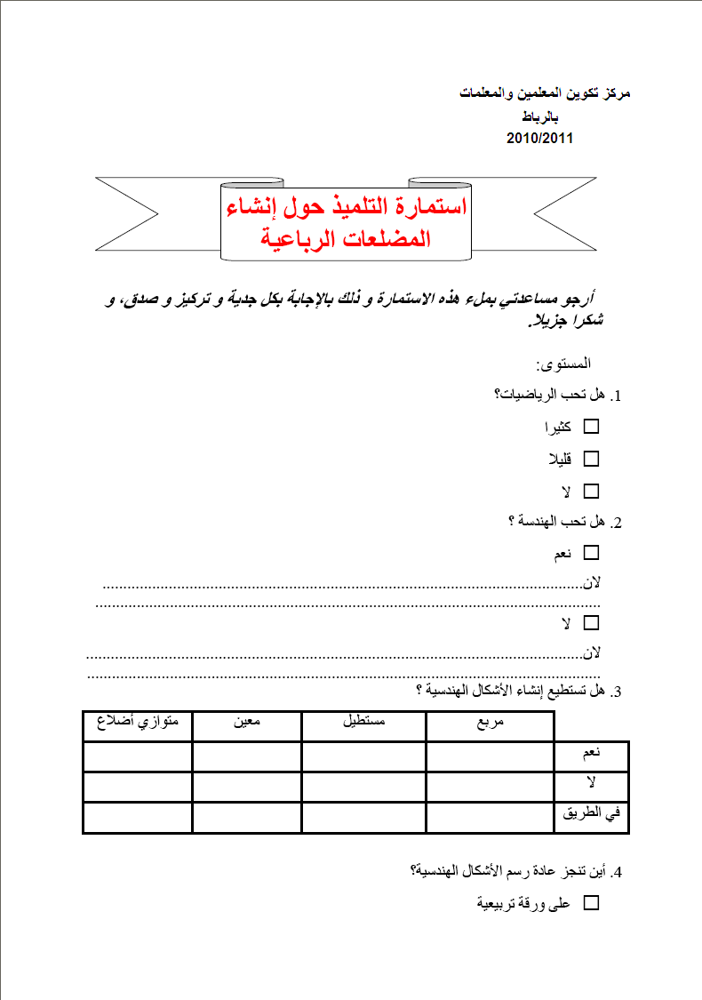 مركز تكوين المعلمين والمعلمات
بالرباط
2010/2011
استمارة التلميذ حول إنشاء
المضلعات الرباعية
أرجو مساعدتي بملء هذه الاستمارة و ذلك بالإجابة بكل جدية و تركيز و صدق، و
شكرا جزيلا.
المستوى:
1. هل تحب الرياضيات؟
☐ كثيرا
☐ قليلا
☐ لا
2. هل تحب الهندسة ؟
☐ نعم
لان....................................................................................................................
..........................................................................................................................
☐ لا
لان........................................................................................................................
............................................................................................................................
3. هل تستطيع إنشاء الأشكال الهندسية ؟
مربع مستطيل معين متوازي أضلاع
نعم
لا
في الطريق
4. أين تنجز عادة رسم الأشكال الهندسية؟
☐ على ورقة تربيعية